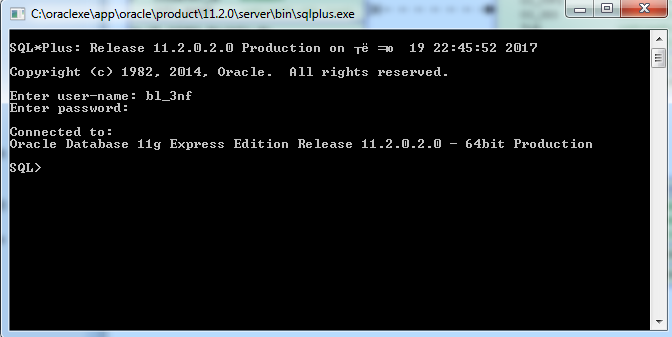 C:\oraclexe\app\oracle\product\11.2.0\server\bin\sqlplus.exe
SQL*Plus: Release 11.2.0.2.0 Production on 19 22:45:52 2017
Copyright (c) 1982, 2014, Oracle.  All rights reserved.
Enter user-name: bl_3nf
Enter password:
Connected to:
Oracle Database 11g Express Edition Release 11.2.0.2.0 - 64bit Production
SQL>